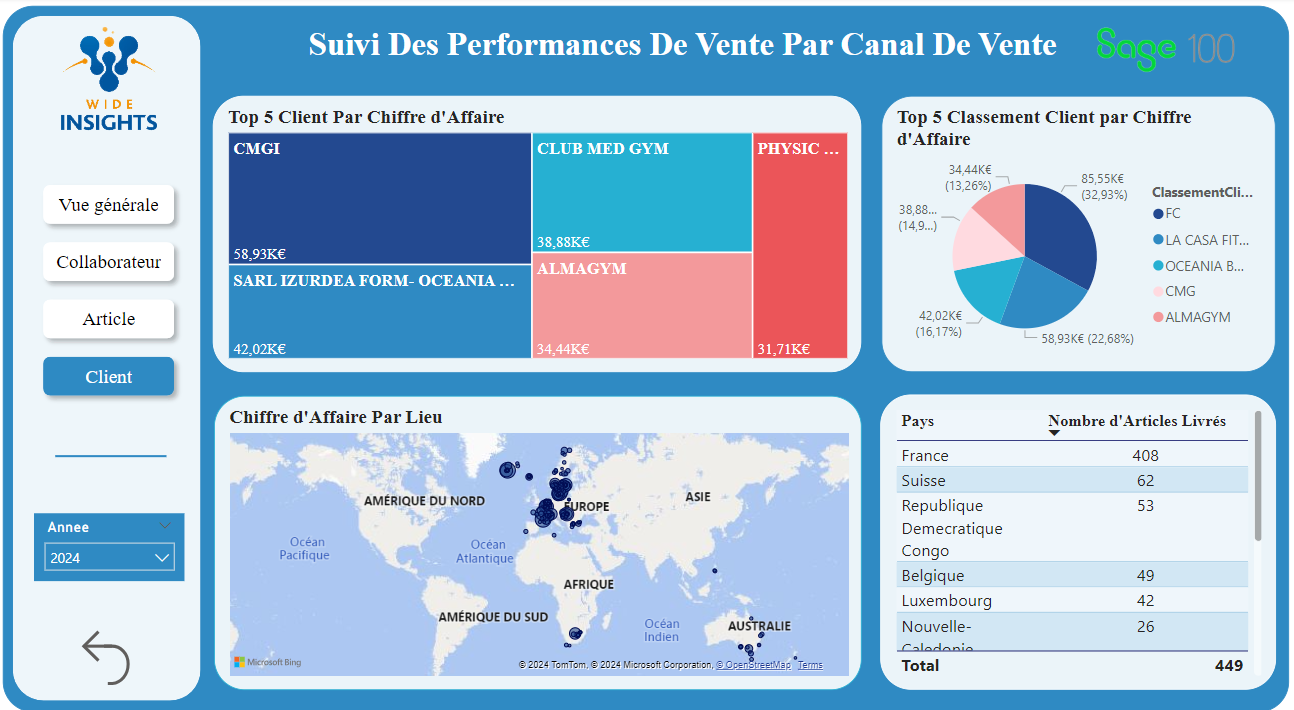 Suivi Des Performances De Vente Par Canal De Vente
Sage 100
WIDE
INSIGHTS
Vue générale
Collaborateur
Article
Client
Annee
2024
Top 5 Client Par Chiffre d'Affaire
CMGI
58,93K€
SARL IZURDEA FORM- OCEANIA ...
42,02K€
CLUB MED GYM
38,88K€
ALMAGYM
34,44K€
PHYSIC ...
31,71K€
Top 5 Classement Client par Chiffre
d'Affaire
34,44K€
(13,26%)
85,55K€
(32,93%)
38,88...
(14,9...)
42,02K€
(16,17%)
58,93K€ (22,68%)
ClassementCli...
FC
LA CASA FIT...
OCEANIA B...
CMG
ALMAGYM
Chiffre d'Affaire Par Lieu
AMÉRIQUE DU NORD
EUROPE
ASIE
Océan
Pacifique
Océan
Atlantique
AFRIQUE
AMÉRIQUE DU SUD
Océan
Indien
AUSTRALIE
Microsoft Bing
© 2024 TomTom, © 2024 Microsoft Corporation, © OpenStreetMap Terms
Pays Nombre d'Articles Livrés
France 408
Suisse 62
Republique 53
Demecratique
Congo
Belgique 49
Luxembourg 42
Nouvelle- 26
Caledonie
Total 449